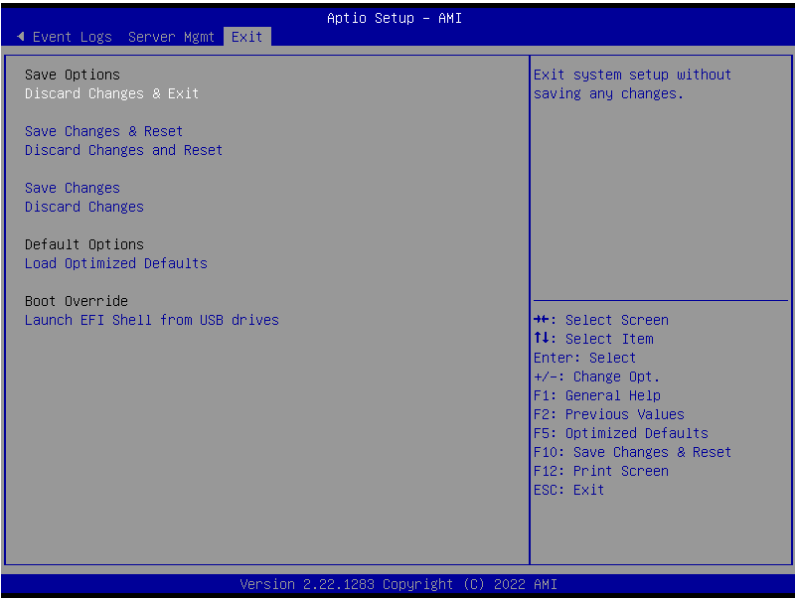 Aptio Setup - AMI
Event Logs Server Mgmt Exit
Save Options
Discard Changes & Exit
Save Changes & Reset
Discard Changes and Reset
Save Changes
Discard Changes
Default Options
Load Optimized Defaults
Boot Override
Launch EFI Shell from USB drives
Exit system setup without
saving any changes.
→←: Select Screen
↑↓: Select Item
Enter: Select
+/-: Change Opt.
F1: General Help
F2: Previous Values
F5: Optimized Defaults
F10: Save Changes & Reset
F12: Print Screen
ESC: Exit
Version 2.22.1283 Copyright (C) 2022 AMI